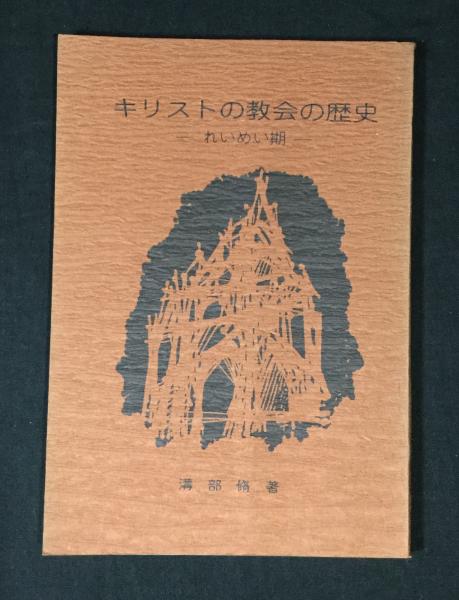 キリストの教会の歴史
― れいめい期 ―
溝部脩著